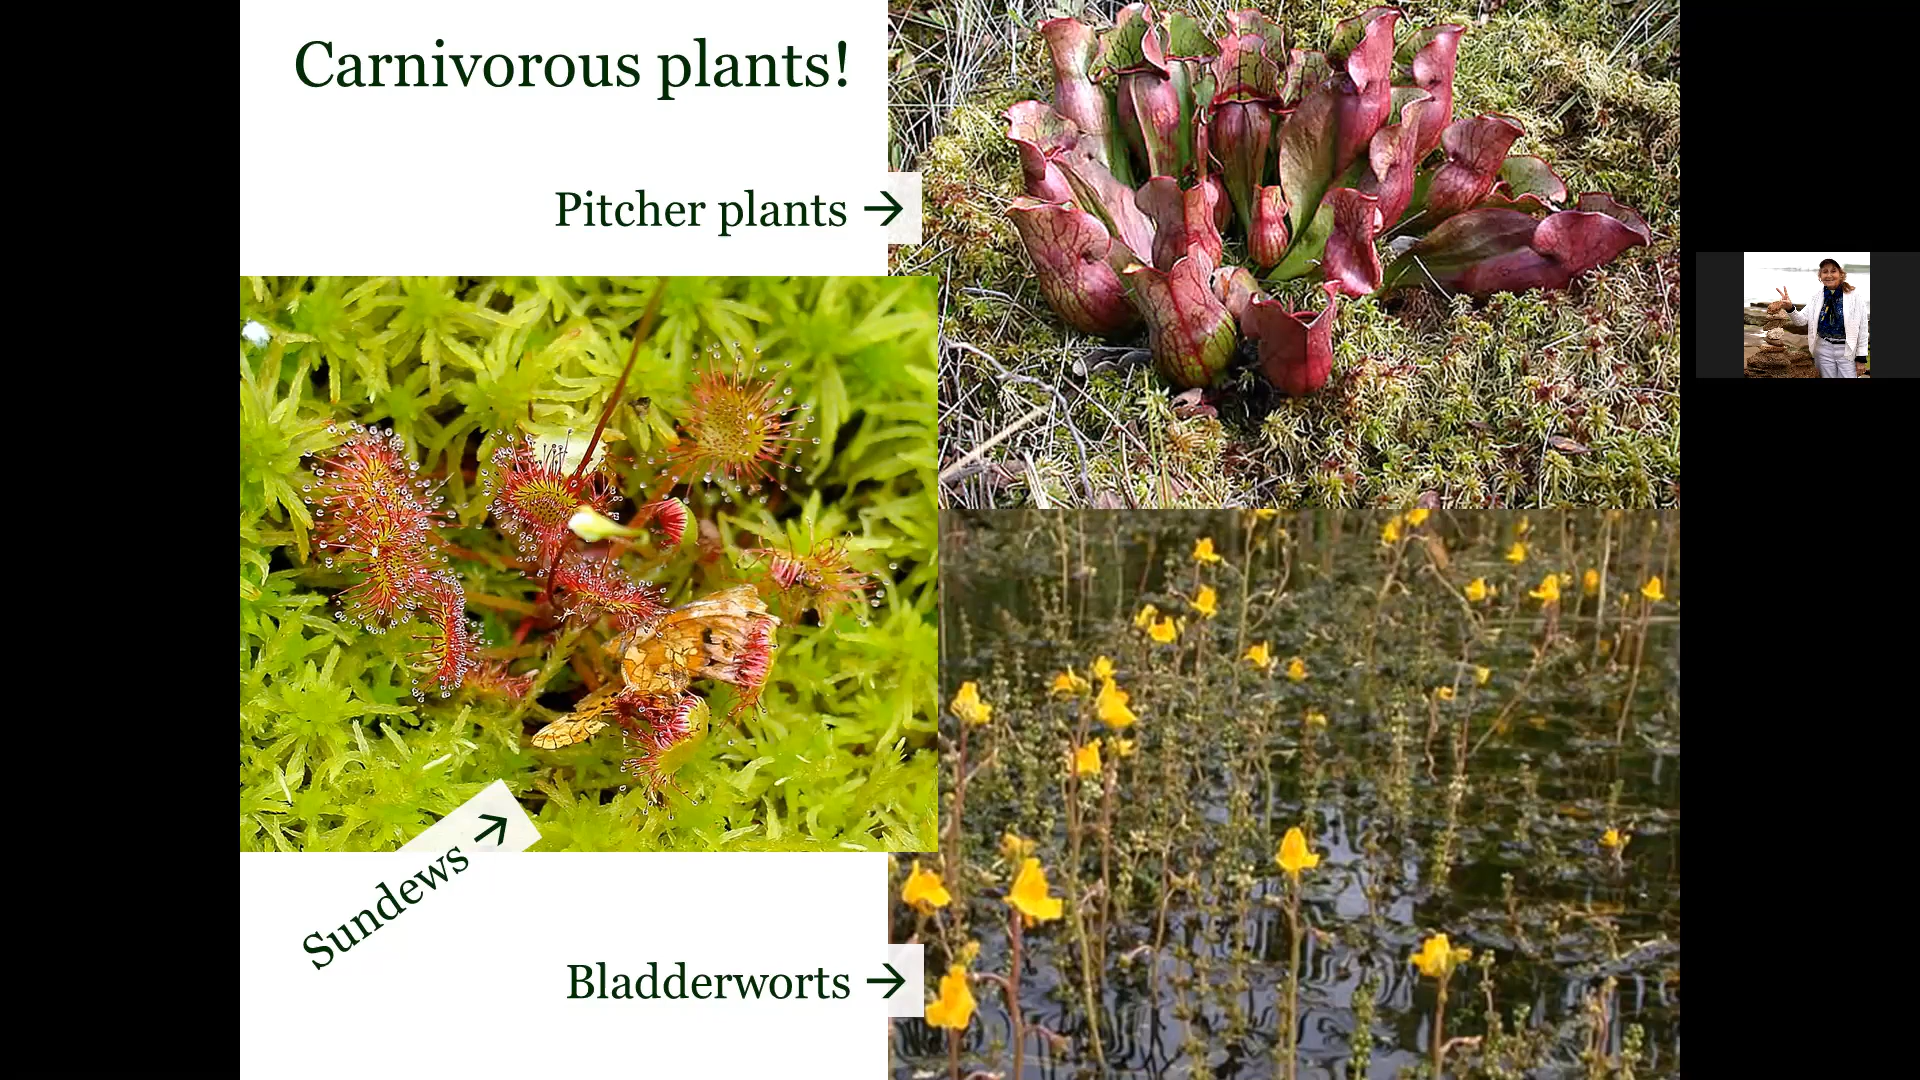 Carnivorous plants!
Pitcher plants →
Sundews →
Bladderworts →